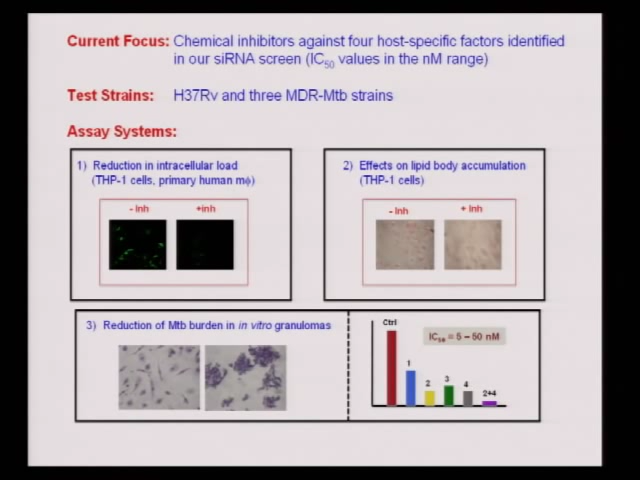 Current Focus: Chemical inhibitors against four host-specific factors identified
in our siRNA screen (IC50 values in the nM range)
Test Strains: H37Rv and three MDR-Mtb strains
Assay Systems:
1) Reduction in intracellular load
(THP-1 cells, primary human mϕ)
- Inh
+inh
2) Effects on lipid body accumulation
(THP-1 cells)
- Inh
+ Inh
3) Reduction of Mtb burden in in vitro granulomas
Ctrl
IC50 = 5 – 50 nM
1
2
3
4
2+4